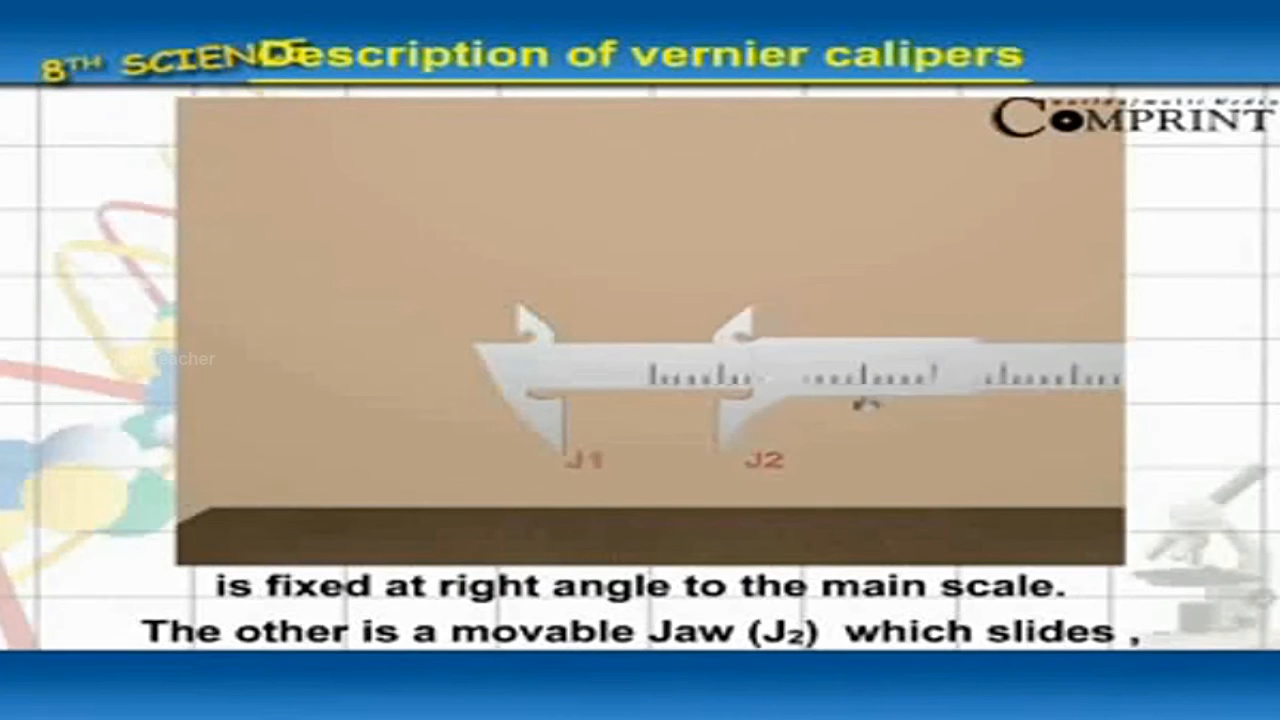 8TH SCIENCE
Description of vernier calipers
COMPRINT
Teacher
J1
J2
is fixed at right angle to the main scale.
The other is a movable Jaw (J₂) which slides ,